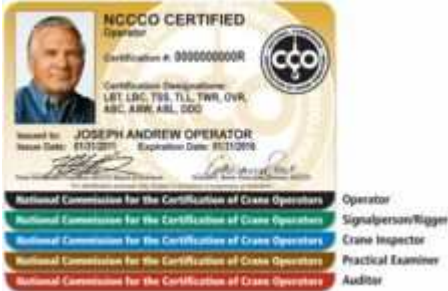 NCCCO CERTIFIED
Operator
Certification #: 0000000000R
CCO
Certification Designations:
LBT, LBC, TSS, TLL, TWR, OVR,
ABC, ABL, DDO
Issued to: JOSEPH ANDREW OPERATOR
Issue Date: 01/31/2011 Expiration Date: 01/31/2016
National Commission for the Certification of Crane Operators Operator
National Commission for the Certification of Crane Operators Signalperson/Rigger
National Commission for the Certification of Crane Operators Crane Inspector
National Commission for the Certification of Crane Operators Practical Examiner
National Commission for the Certification of Crane Operators Auditor